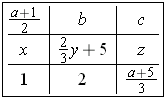 (a+1)/2 b c
x 2/3 y + 5 z
1 2 (a+5)/3